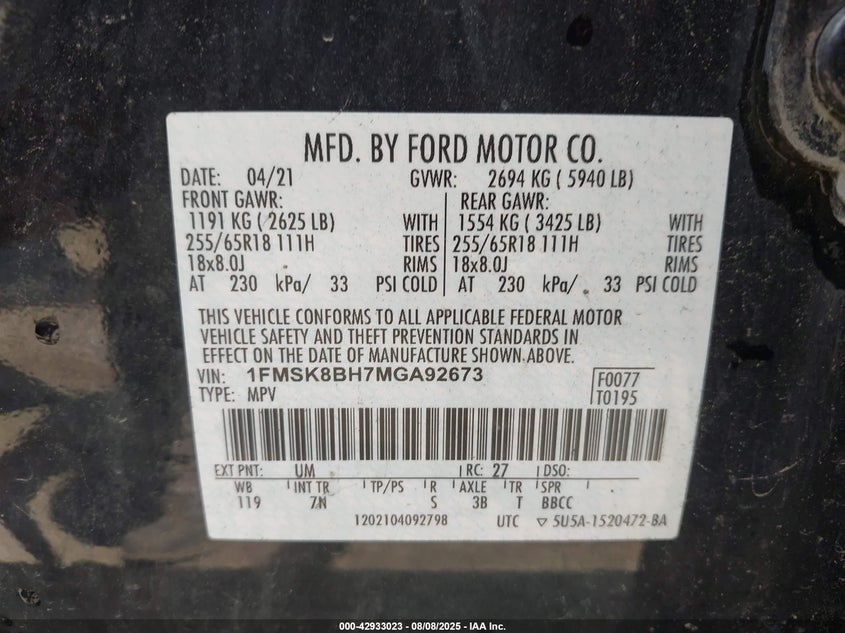 MFD. BY FORD MOTOR CO.
DATE: 04/21 GVWR: 2694 KG ( 5940 LB)
FRONT GAWR: REAR GAWR:
1191 KG ( 2625 LB) WITH 1554 KG ( 3425 LB) WITH
255/65R18 111H TIRES 255/65R18 111H TIRES
18x8.0J RIMS 18x8.0J RIMS
AT 230 kPa/ 33 PSI COLD AT 230 kPa/ 33 PSI COLD
THIS VEHICLE CONFORMS TO ALL APPLICABLE FEDERAL MOTOR
VEHICLE SAFETY AND THEFT PREVENTION STANDARDS IN
EFFECT ON THE DATE OF MANUFACTURE SHOWN ABOVE.
VIN: 1FMSK8BH7MGA92673 F0077
TYPE: MPV T0195
EXT PNT: UM RC: 27 DSO:
WB INT TR TP/PS R AXLE TR SPR
119 7N S 3B T BBCC
1202104092798 UTC ▽ 5U5A-1520472-BA
000-42933023 - 08/08/2025 - IAA Inc.